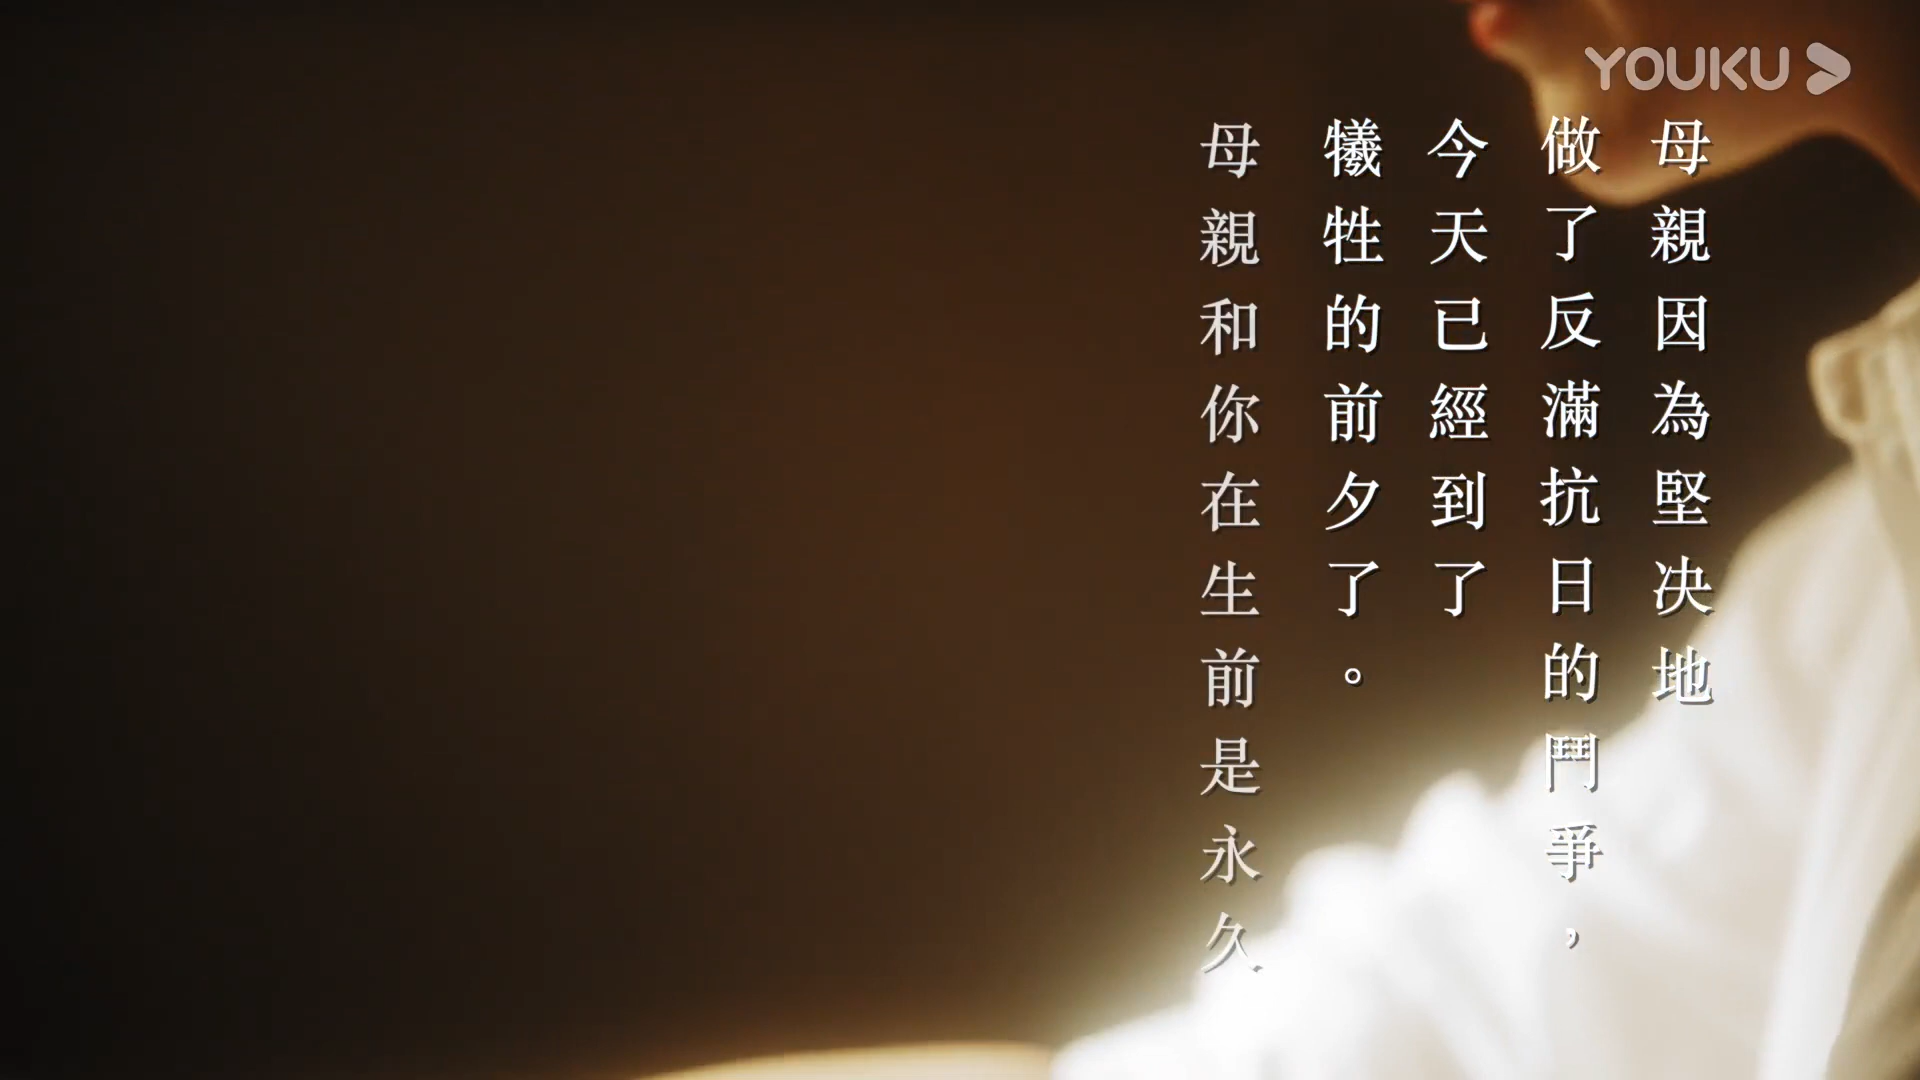 YOUKU
母親因為堅决地
做了反滿抗日的鬥爭，
今天已經到了
犧牲的前夕了。
母親和你在生前是永久